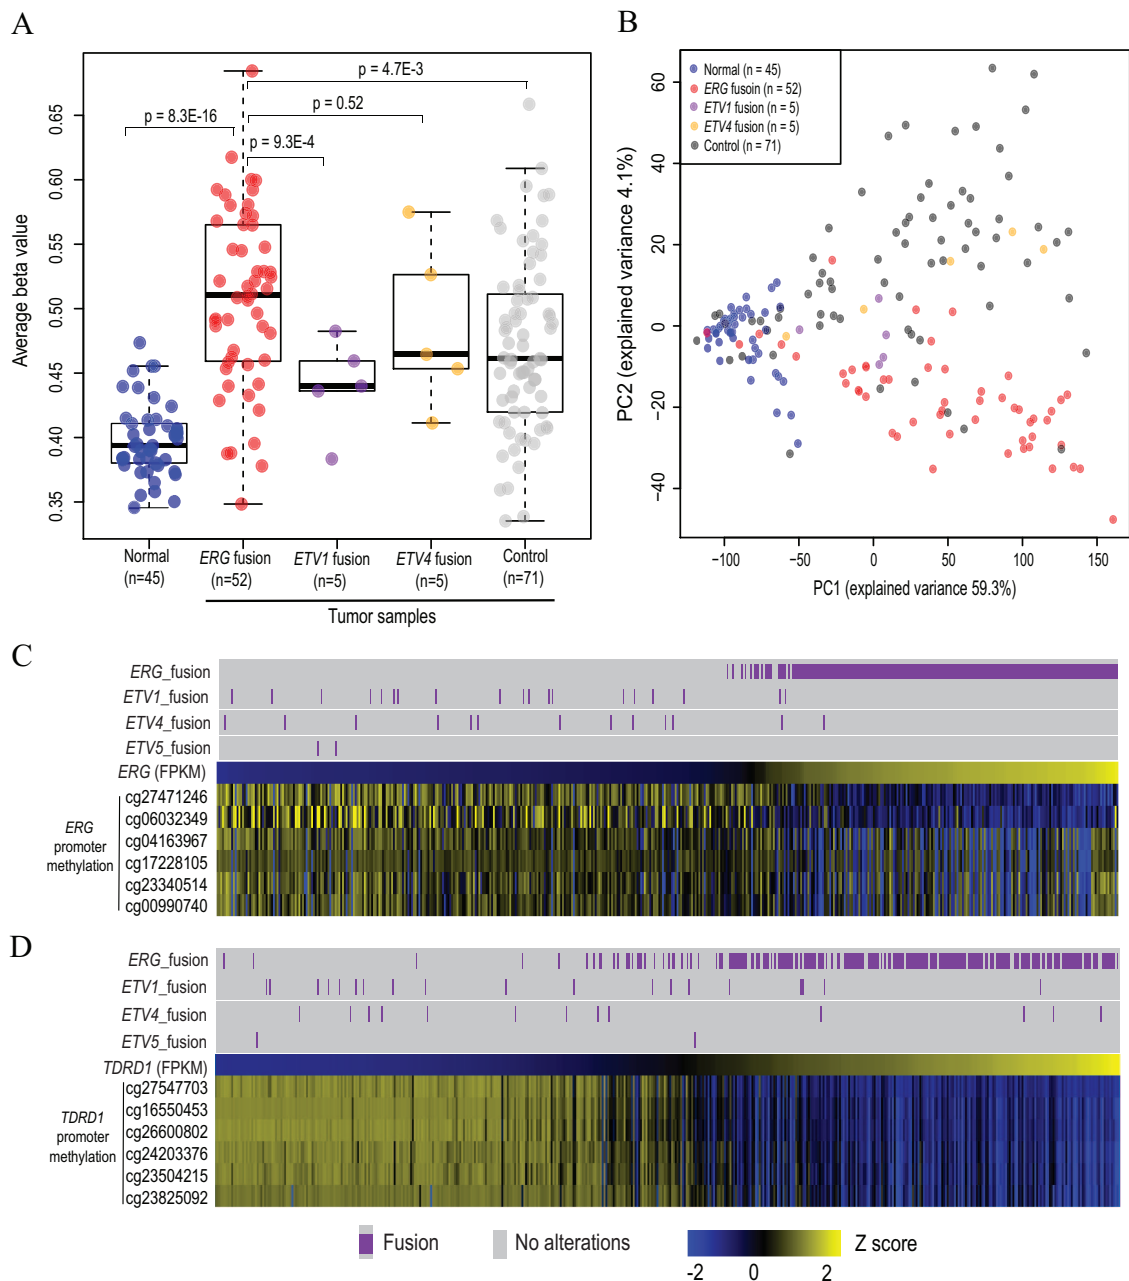 A
Average beta value
0.65
0.60
0.55
0.50
0.45
0.40
0.35
p = 4.7E-3
p = 0.52
p = 8.3E-16
p = 9.3E-4
Normal
(n=45)
ERG fusion
(n=52)
ETV1 fusion
(n=5)
ETV4 fusion
(n=5)
Control
(n=71)
Tumor samples
B
PC2 (explained variance 4.1%)
60
40
20
0
−20
−40
Normal (n = 45)
ERG fusoin (n = 52)
ETV1 fusion (n = 5)
ETV4 fusion (n = 5)
Control (n = 71)
−100
−50
0
50
100
150
PC1 (explained variance 59.3%)
C
ERG_fusion
ETV1_fusion
ETV4_fusion
ETV5_fusion
ERG (FPKM)
ERG
promoter
methylation
cg27471246
cg06032349
cg04163967
cg17228105
cg23340514
cg00990740
D
ERG_fusion
ETV1_fusion
ETV4_fusion
ETV5_fusion
TDRD1 (FPKM)
TDRD1
promoter
methylation
cg27547703
cg16550453
cg26600802
cg24203376
cg23504215
cg23825092
Fusion
No alterations
Z score
-2
0
2